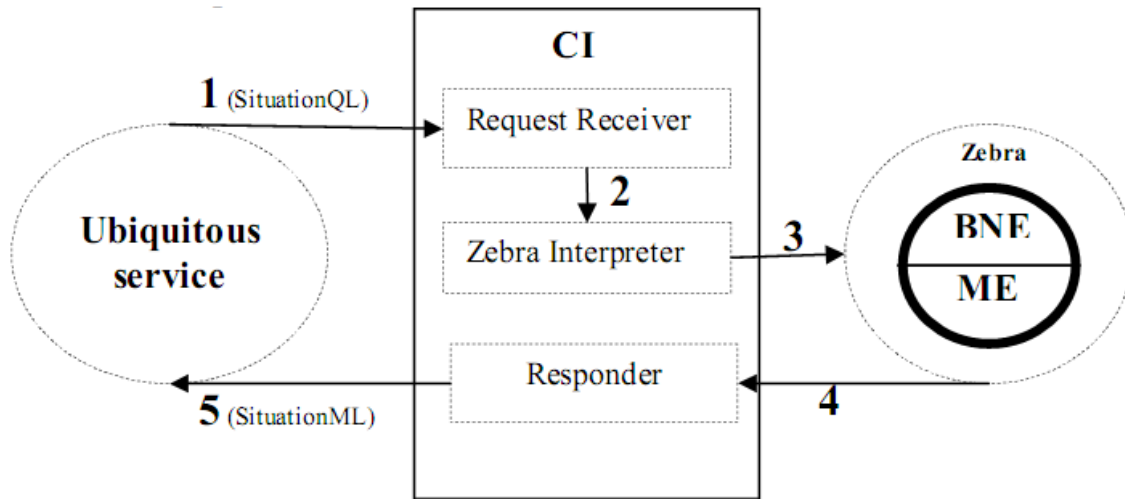 CI
1 (SituationQL)
Request Receiver
2
Zebra
Ubiquitous
service
Zebra Interpreter
3
BNE
ME
Responder
4
5 (SituationML)